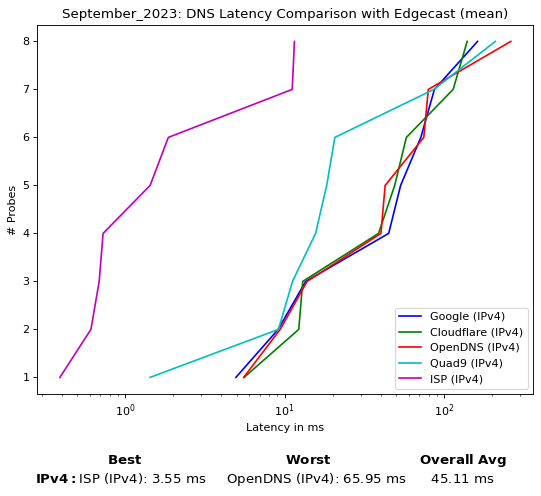 September_2023: DNS Latency Comparison with Edgecast (mean)
8
7
6
5
4
3
2
1
# Probes
10⁰ 10¹ 10²
Latency in ms
Google (IPv4)
Cloudflare (IPv4)
OpenDNS (IPv4)
Quad9 (IPv4)
ISP (IPv4)
Best Worst Overall Avg
IPv4: ISP (IPv4): 3.55 ms OpenDNS (IPv4): 65.95 ms 45.11 ms